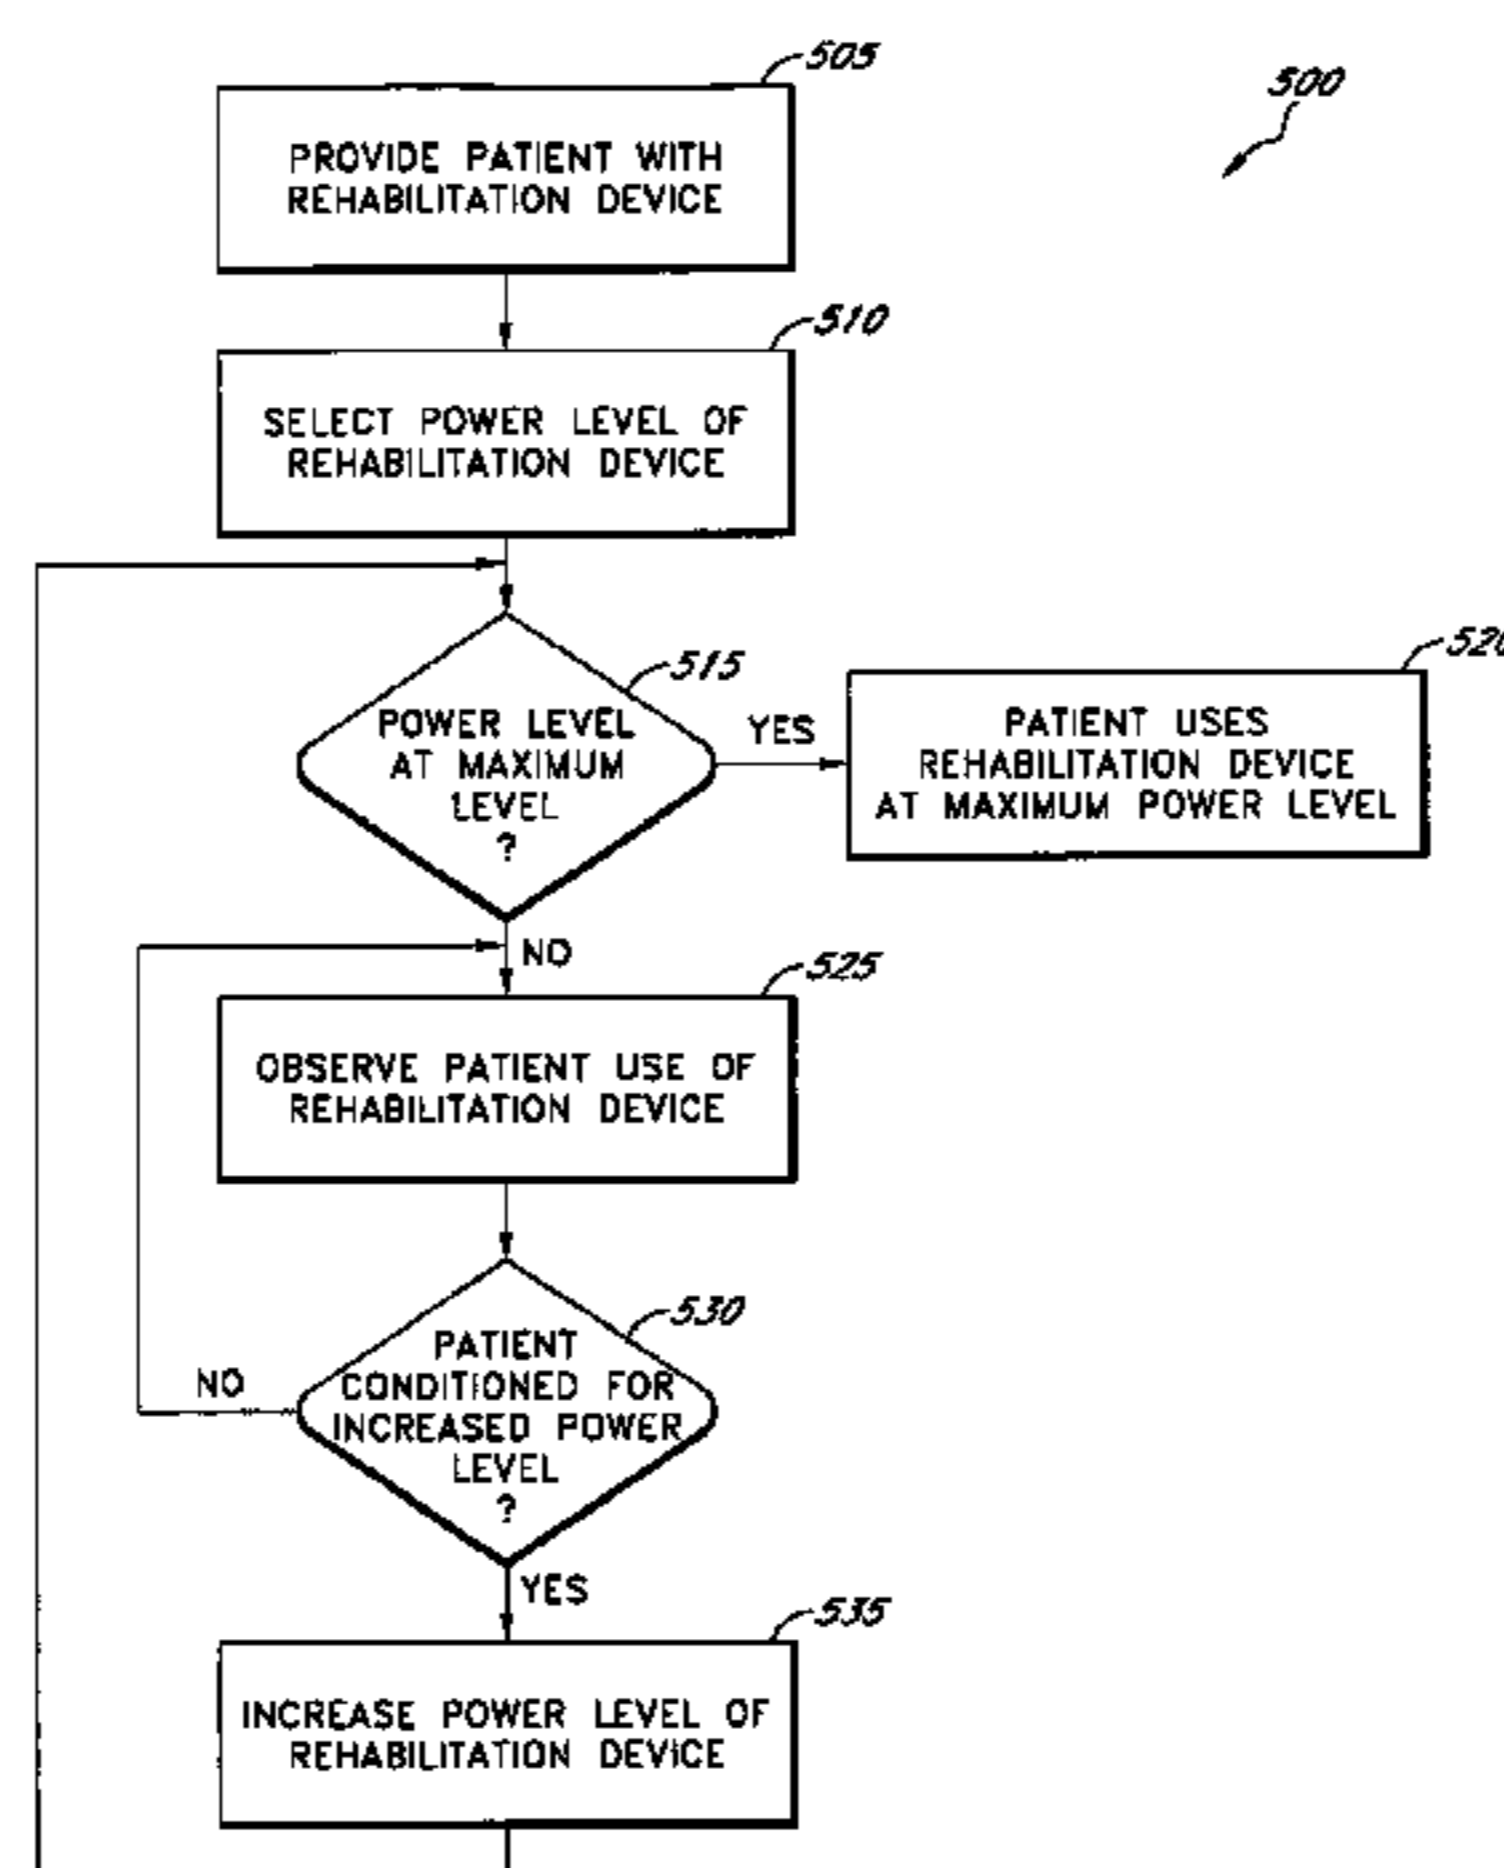 505
500
PROVIDE PATIENT WITH
REHABILITATION DEVICE
510
SELECT POWER LEVEL OF
REHABILITATION DEVICE
515
520
POWER LEVEL
AT MAXIMUM
LEVEL
?
YES
PATIENT USES
REHABILITATION DEVICE
AT MAXIMUM POWER LEVEL
NO
525
OBSERVE PATIENT USE OF
REHABILITATION DEVICE
530
PATIENT
CONDITIONED FOR
INCREASED POWER
LEVEL
?
NO
YES
535
INCREASE POWER LEVEL OF
REHABILITATION DEVICE